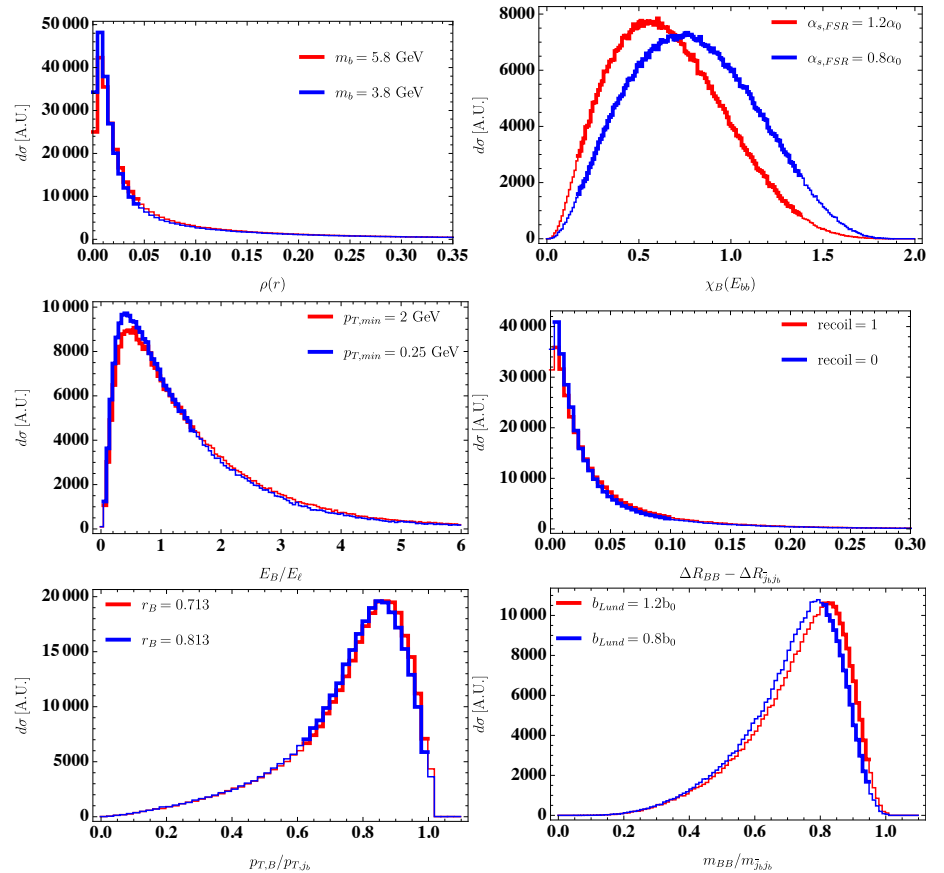 50 000
40 000
30 000
20 000
10 000
0
dσ [A.U.]
m_b = 5.8 GeV
m_b = 3.8 GeV
0.00 0.05 0.10 0.15 0.20 0.25 0.30 0.35
ρ(r)
8000
6000
4000
2000
0
dσ [A.U.]
α_{s,FSR} = 1.2α_0
α_{s,FSR} = 0.8α_0
0.0 0.5 1.0 1.5 2.0
χ_B(E_{bb})
10 000
8000
6000
4000
2000
0
dσ [A.U.]
p_{T,min} = 2 GeV
p_{T,min} = 0.25 GeV
0 1 2 3 4 5 6
E_B/E_ℓ
40 000
30 000
20 000
10 000
0
dσ [A.U.]
recoil = 1
recoil = 0
0.00 0.05 0.10 0.15 0.20 0.25 0.30
ΔR_{BB} − ΔR_{j_{b̄}j_b}
20 000
15 000
10 000
5000
0
dσ [A.U.]
r_B = 0.713
r_B = 0.813
0.0 0.2 0.4 0.6 0.8 1.0
p_{T,B}/p_{T,j_b}
10 000
8000
6000
4000
2000
0
dσ [A.U.]
b_{Lund} = 1.2b_0
b_{Lund} = 0.8b_0
0.0 0.2 0.4 0.6 0.8 1.0
m_{BB}/m_{j_{b̄}j_b}